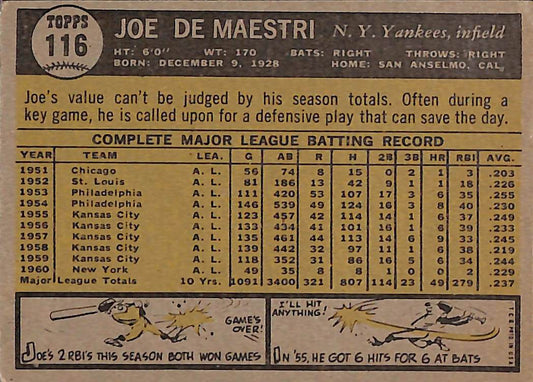 TOPPS
116
JOE DE MAESTRI N. Y. Yankees, infield
HT: 6'0" WT: 170 BATS: RIGHT THROWS: RIGHT
BORN: DECEMBER 9, 1928 HOME: SAN ANSELMO, CAL.
Joe's value can't be judged by his season totals. Often during a
key game, he is called upon for a defensive play that can save the day.
COMPLETE MAJOR LEAGUE BATTING RECORD
YEAR TEAM LEA. G AB R H 2B 3B HR RBI AVG.
1951 Chicago A. L. 56 74 8 15 0 2 1 3 .203
1952 St. Louis A. L. 81 186 13 42 9 1 1 18 .226
1953 Philadelphia A. L. 111 420 53 107 17 3 6 35 .255
1954 Philadelphia A. L. 146 539 49 124 16 3 8 40 .230
1955 Kansas City A. L. 123 457 42 114 14 1 6 37 .249
1956 Kansas City A. L. 133 434 41 101 16 1 6 39 .233
1957 Kansas City A. L. 135 461 44 113 14 6 9 33 .245
1958 Kansas City A. L. 139 442 32 97 11 1 6 38 .219
1959 Kansas City A. L. 118 352 31 86 16 5 6 34 .244
1960 New York A. L. 49 35 8 8 1 0 0 2 .229
Major League Totals 10 Yrs. 1091 3400 321 807 114 23 49 279 .237
GAME'S
OVER!
JOE'S 2 RBI'S THIS SEASON BOTH WON GAMES
I'LL HIT
ANYTHING!
IN '55, HE GOT 6 HITS FOR 6 AT BATS
T.C.G. PRTD. IN U.S.A.